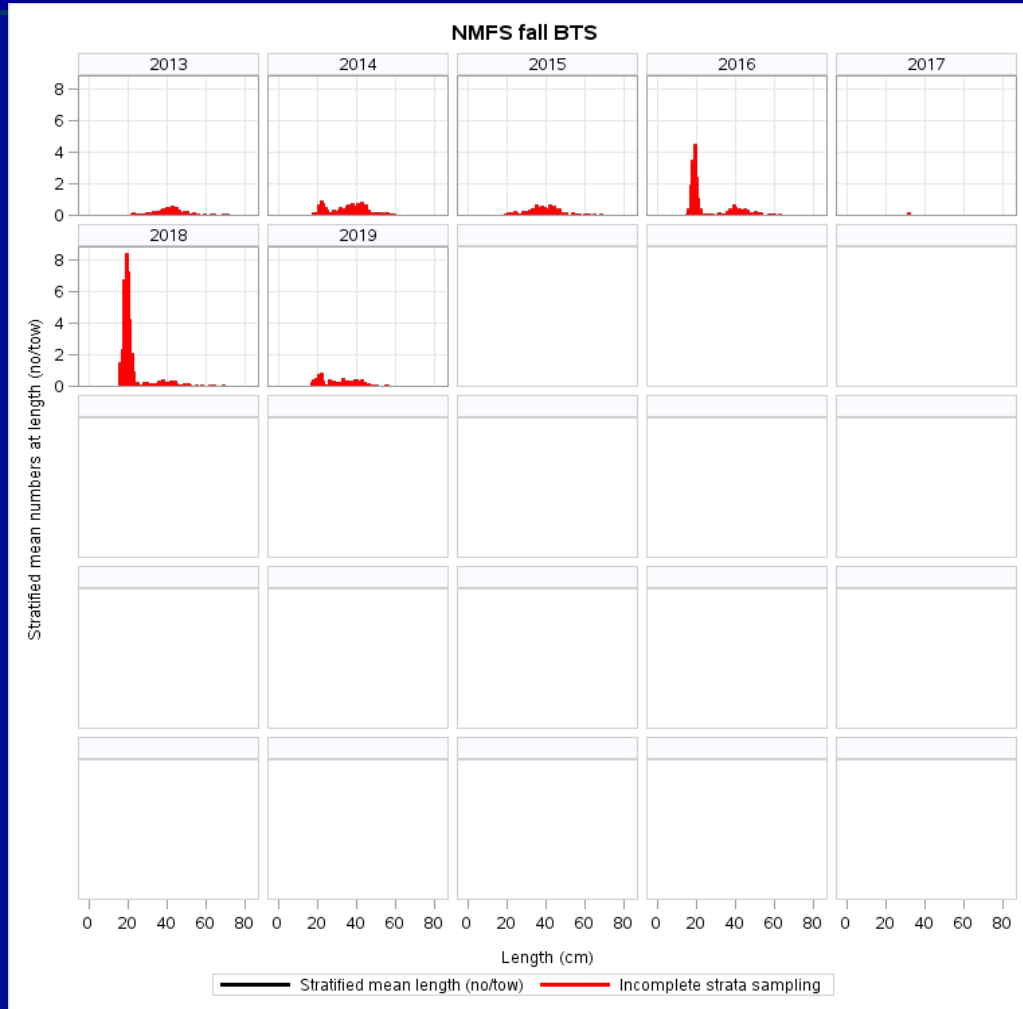 NMFS fall BTS
2013 2014 2015 2016 2017
8
6
4
2
0
2018 2019
8
6
4
2
0
Stratified mean numbers at length (no/tow)
0 20 40 60 80 0 20 40 60 80 0 20 40 60 80 0 20 40 60 80 0 20 40 60 80
Length (cm)
Stratified mean length (no/tow) Incomplete strata sampling